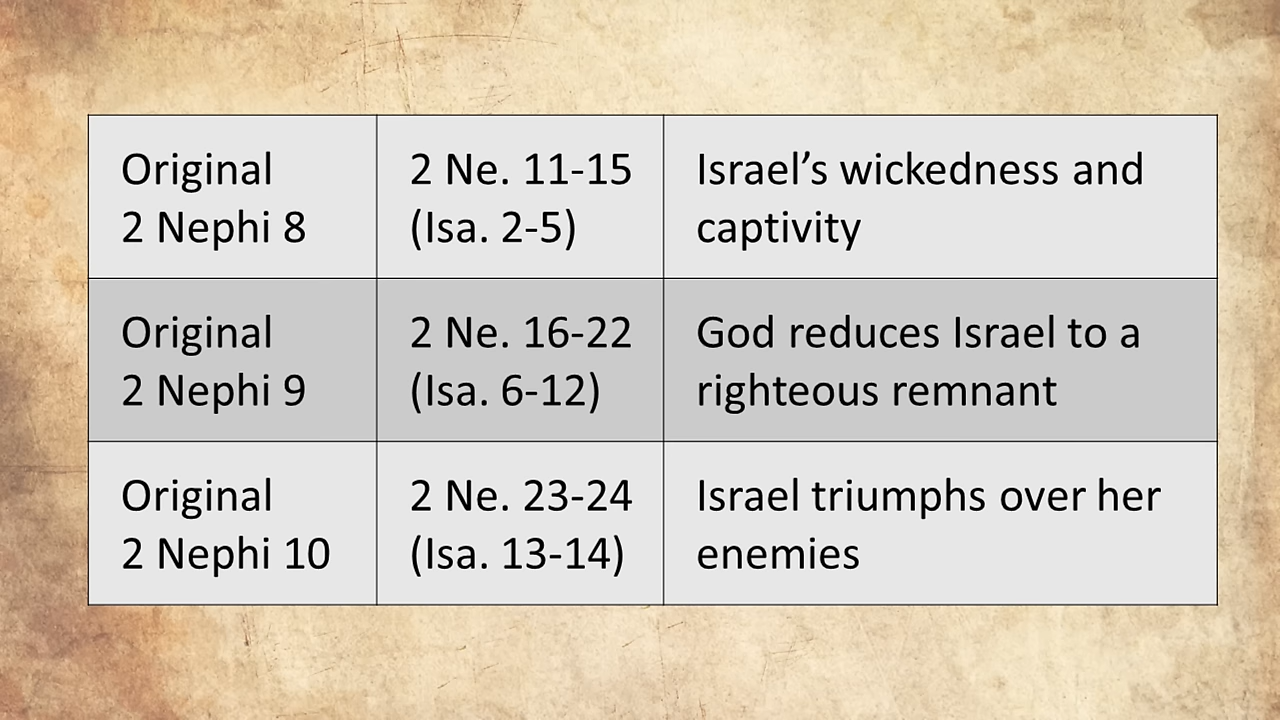 Original
2 Nephi 8
2 Ne. 11-15
(Isa. 2-5)
Israel’s wickedness and
captivity
Original
2 Nephi 9
2 Ne. 16-22
(Isa. 6-12)
God reduces Israel to a
righteous remnant
Original
2 Nephi 10
2 Ne. 23-24
(Isa. 13-14)
Israel triumphs over her
enemies